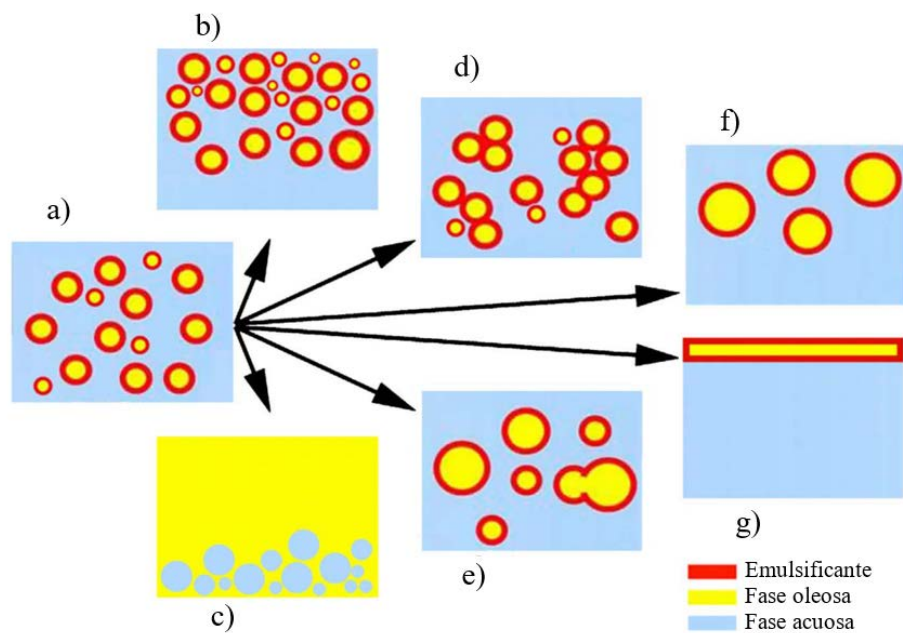 b)
d)
f)
a)
g)
e)
c)
Emulsificante
Fase oleosa
Fase acuosa